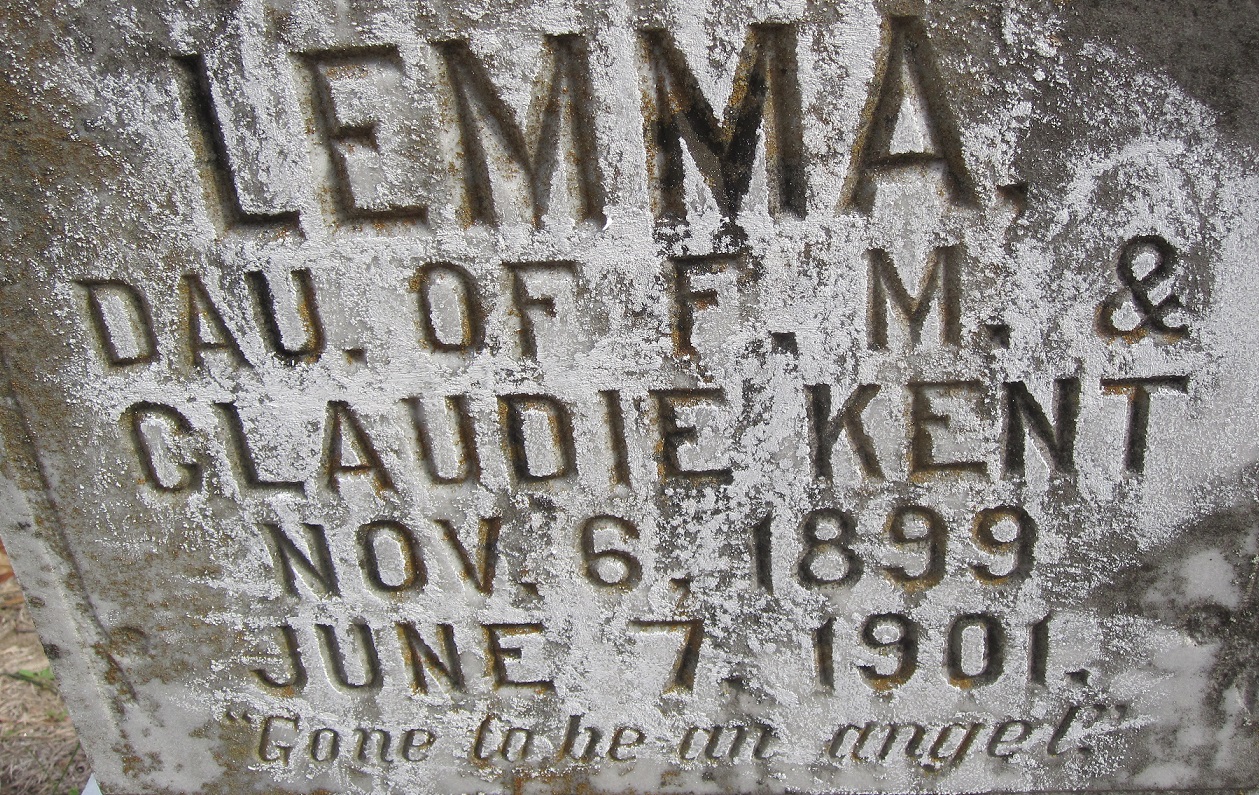 LEMMA,
DAU. OF F. M. &
CLAUDIE KENT
NOV. 6, 1899
JUNE 7, 1901.
"Gone to be an angel."